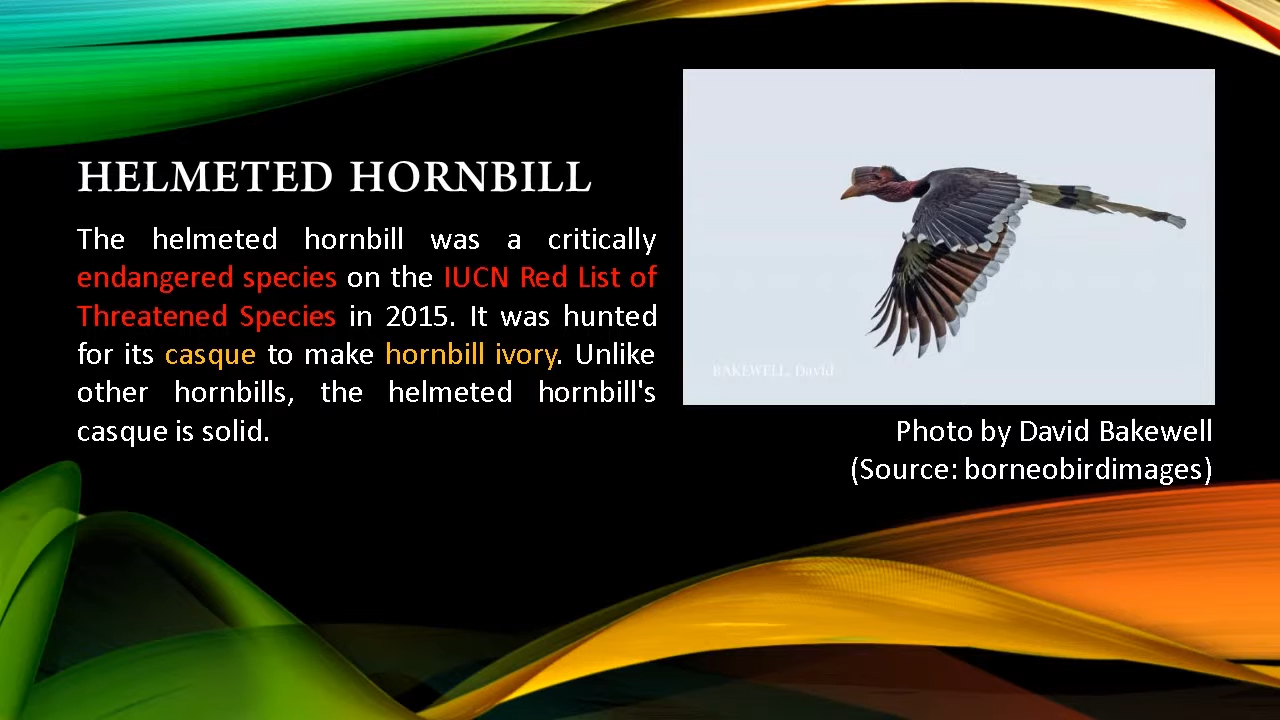 HELMETED HORNBILL
The helmeted hornbill was a critically
endangered species on the IUCN Red List of
Threatened Species in 2015. It was hunted
for its casque to make hornbill ivory. Unlike
other hornbills, the helmeted hornbill's
casque is solid.
BAKEWELL, David
Photo by David Bakewell
(Source: borneobirdimages)